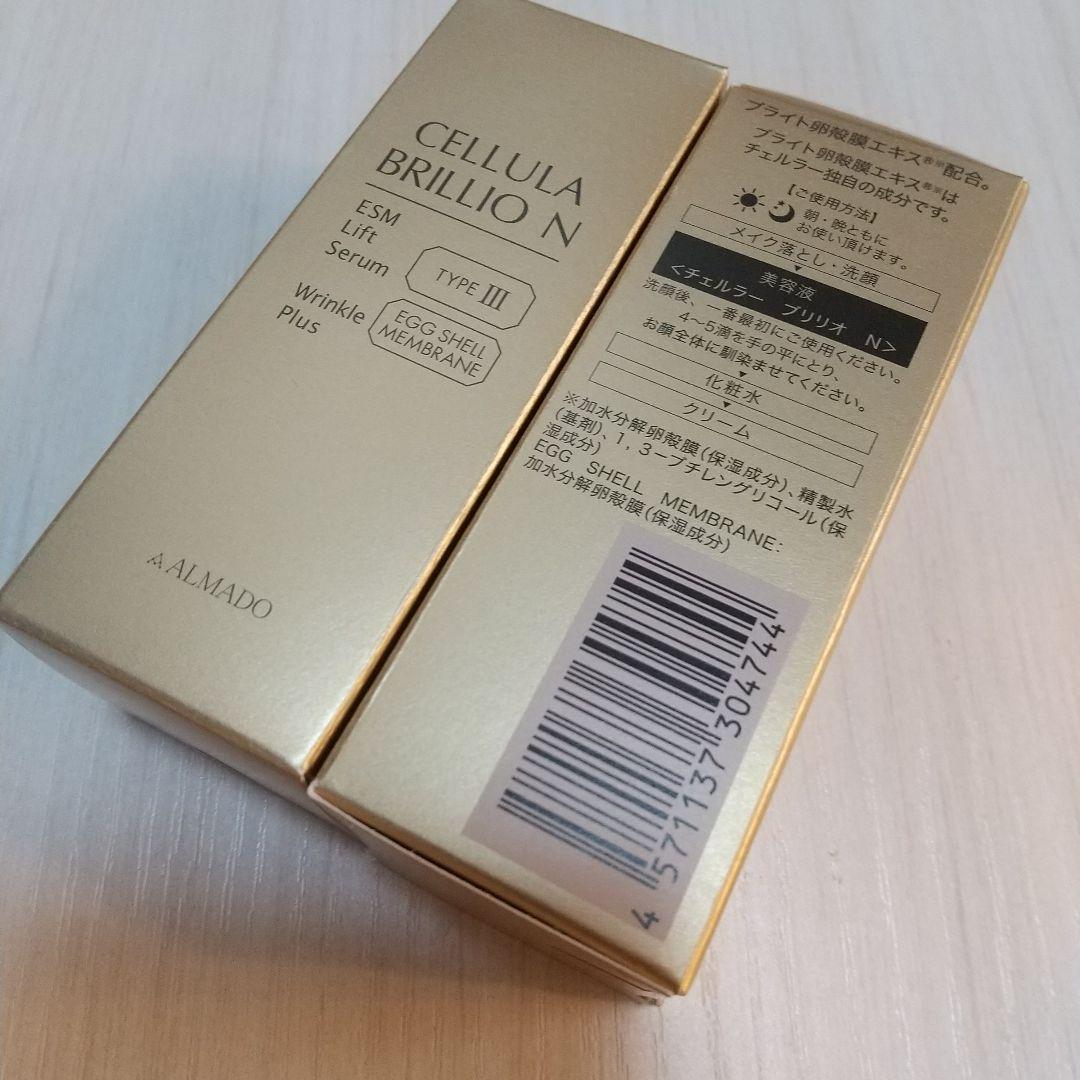 CELLULA
BRILLIO N
ESM
Lift
Serum
TYPE III
Wrinkle
Plus
EGG SHELL
MEMBRANE
ALMADO
ブライト卵殻膜エキス®※配合。
ブライト卵殻膜エキス®※は
チェルラー独自の成分です。
【ご使用方法】
朝・晩ともに
お使い頂けます。
メイク落とし・洗顔
美容液
<チェルラー ブリリオ N>
洗顔後、一番最初にご使用ください。
4〜5滴を手の平にとり、
お顔全体に馴染ませてください。
化粧水
クリーム
※加水分解卵殻膜(保湿成分)、精製水
(基剤)、1,3ーブチレングリコール(保
湿成分)
EGG SHELL MEMBRANE:
加水分解卵殻膜(保湿成分)
4 571137 304744